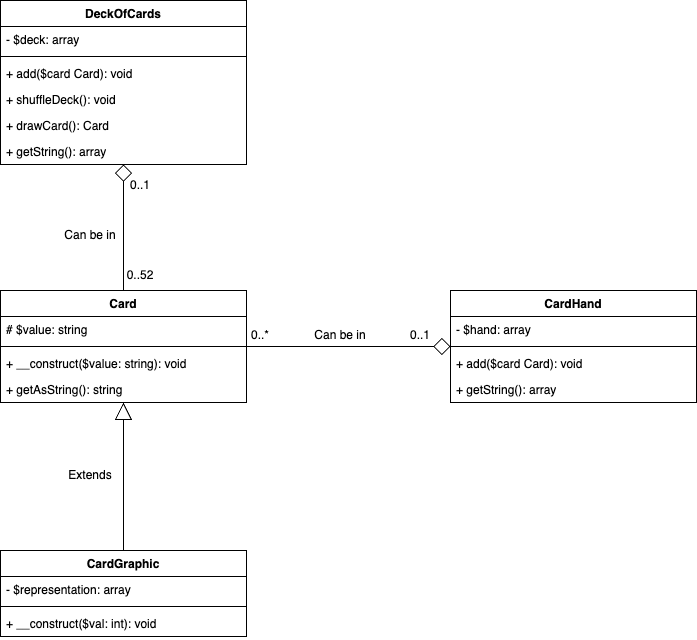 DeckOfCards
- $deck: array
+ add($card Card): void
+ shuffleDeck(): void
+ drawCard(): Card
+ getString(): array
0..1
Can be in
0..52
Card
# $value: string
+ __construct($value: string): void
+ getAsString(): string
0..*
Can be in
0..1
CardHand
- $hand: array
+ add($card Card): void
+ getString(): array
Extends
CardGraphic
- $representation: array
+ __construct($val: int): void